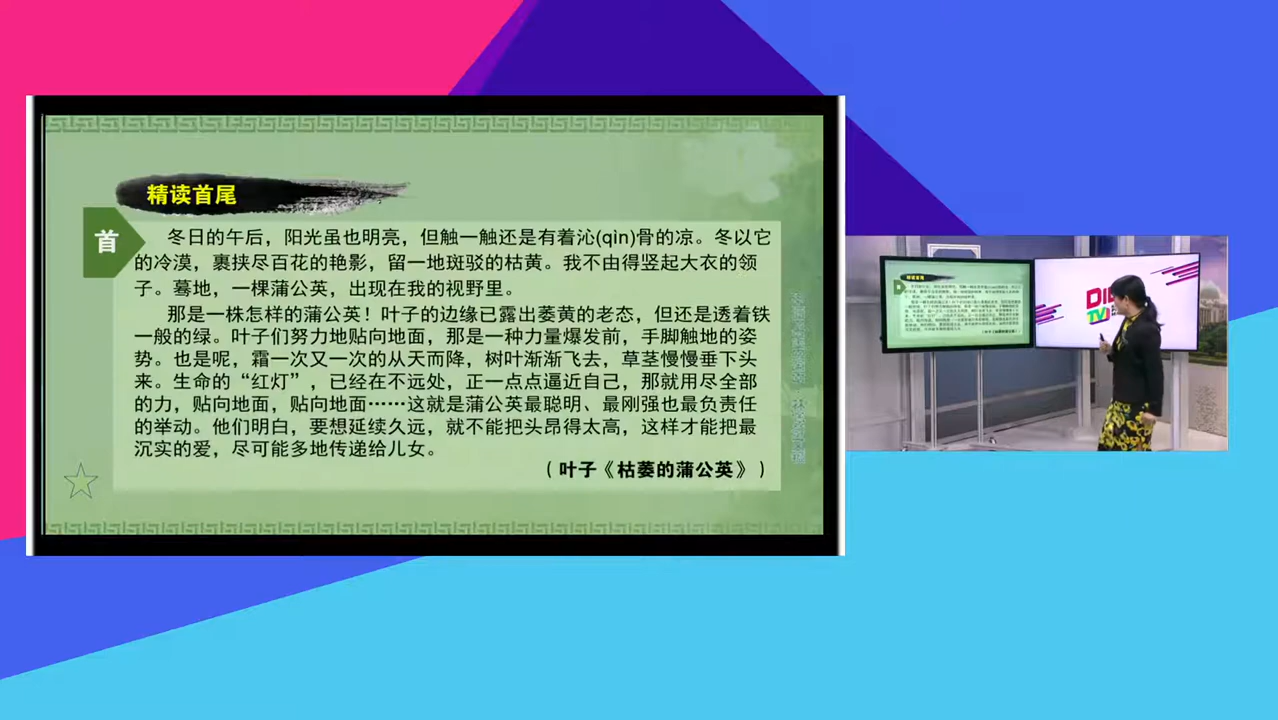 精读首尾
首
冬日的午后，阳光虽也明亮，但触一触还是有着沁(qìn)骨的凉。冬以它
的冷漠，裹挟尽百花的艳影，留一地斑驳的枯黄。我不由得竖起大衣的领
子。蓦地，一棵蒲公英，出现在我的视野里。
那是一株怎样的蒲公英！叶子的边缘已露出萎黄的老态，但还是透着铁
一般的绿。叶子们努力地贴向地面，那是一种力量爆发前，手脚触地的姿
势。也是呢，霜一次又一次的从天而降，树叶渐渐飞去，草茎慢慢垂下头
来。生命的“红灯”，已经在不远处，正一点点逼近自己，那就用尽全部
的力，贴向地面，贴向地面……这就是蒲公英最聪明、最刚强也最负责任
的举动。他们明白，要想延续久远，就不能把头昂得太高，这样才能把最
沉实的爱，尽可能多地传递给儿女。
（叶子《枯萎的蒲公英》）
精读首尾
TV